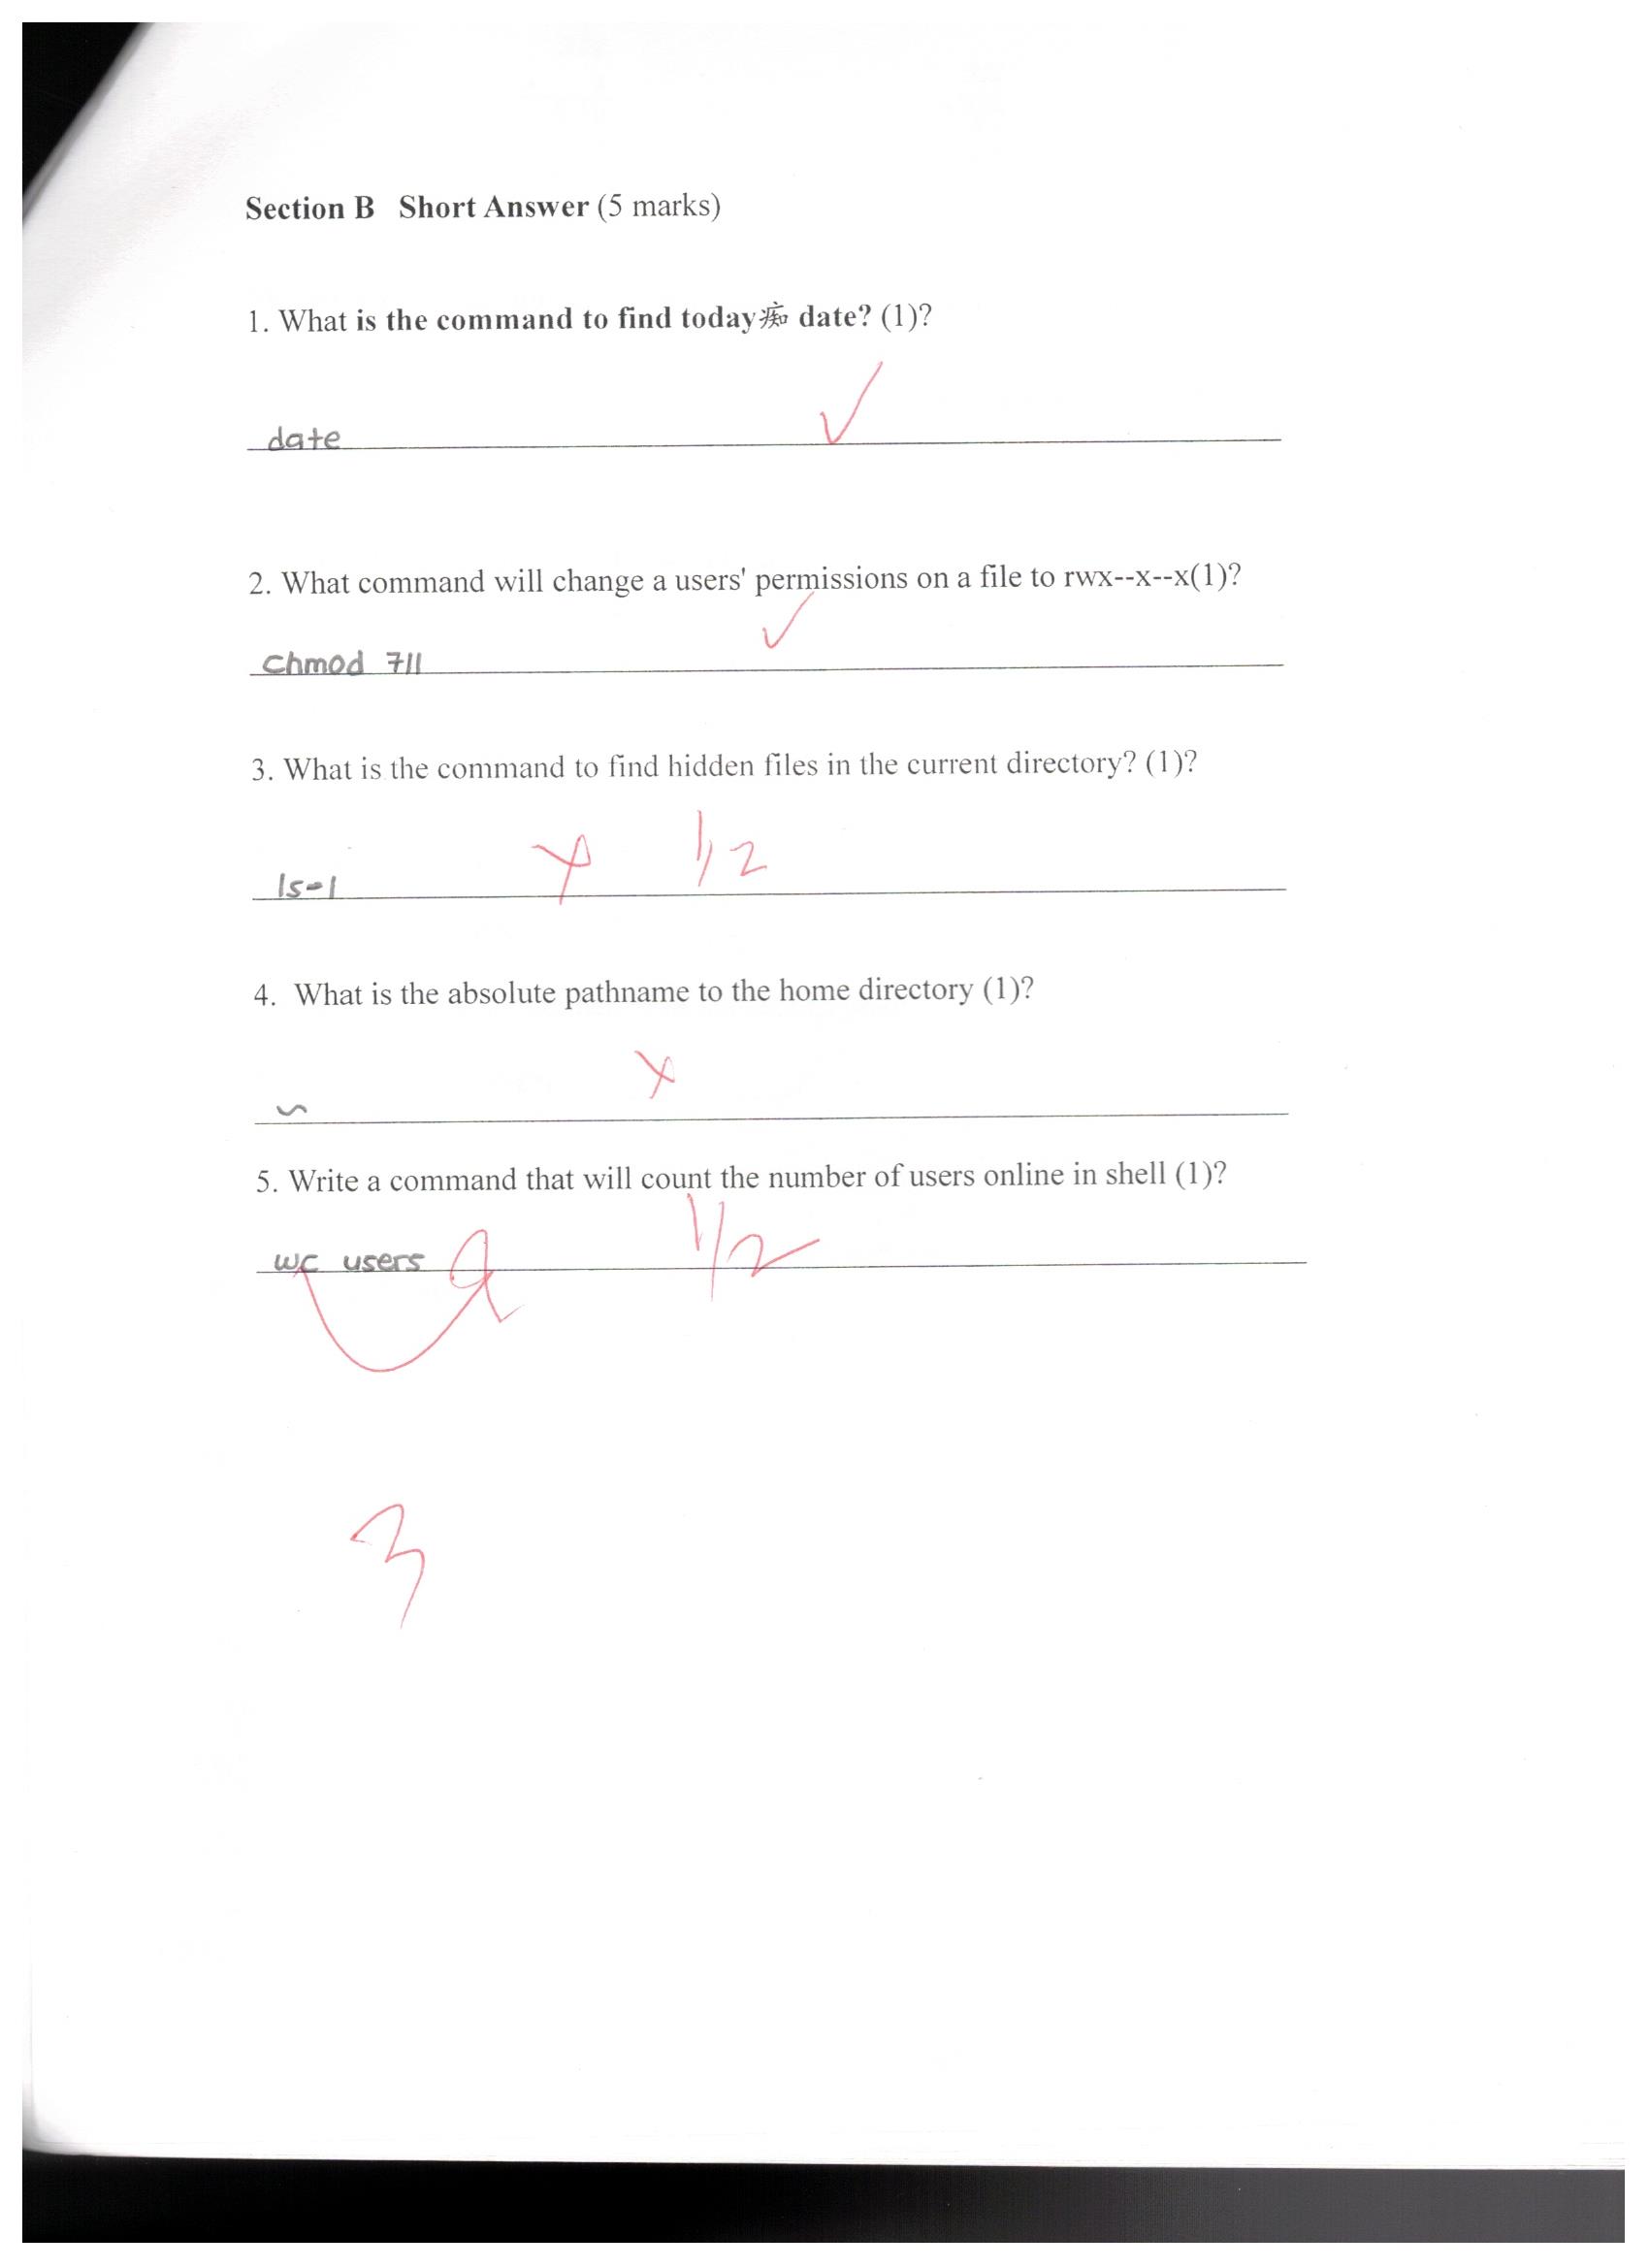 Section B Short Answer (5 marks)
1. What is the command to find today痴 date? (1)?
date
2. What command will change a users' permissions on a file to rwx--x--x(1)?
chmod 711
3. What is the command to find hidden files in the current directory? (1)?
ls-l
1/2
4. What is the absolute pathname to the home directory (1)?
~
5. Write a command that will count the number of users online in shell (1)?
wc users
1/2
3